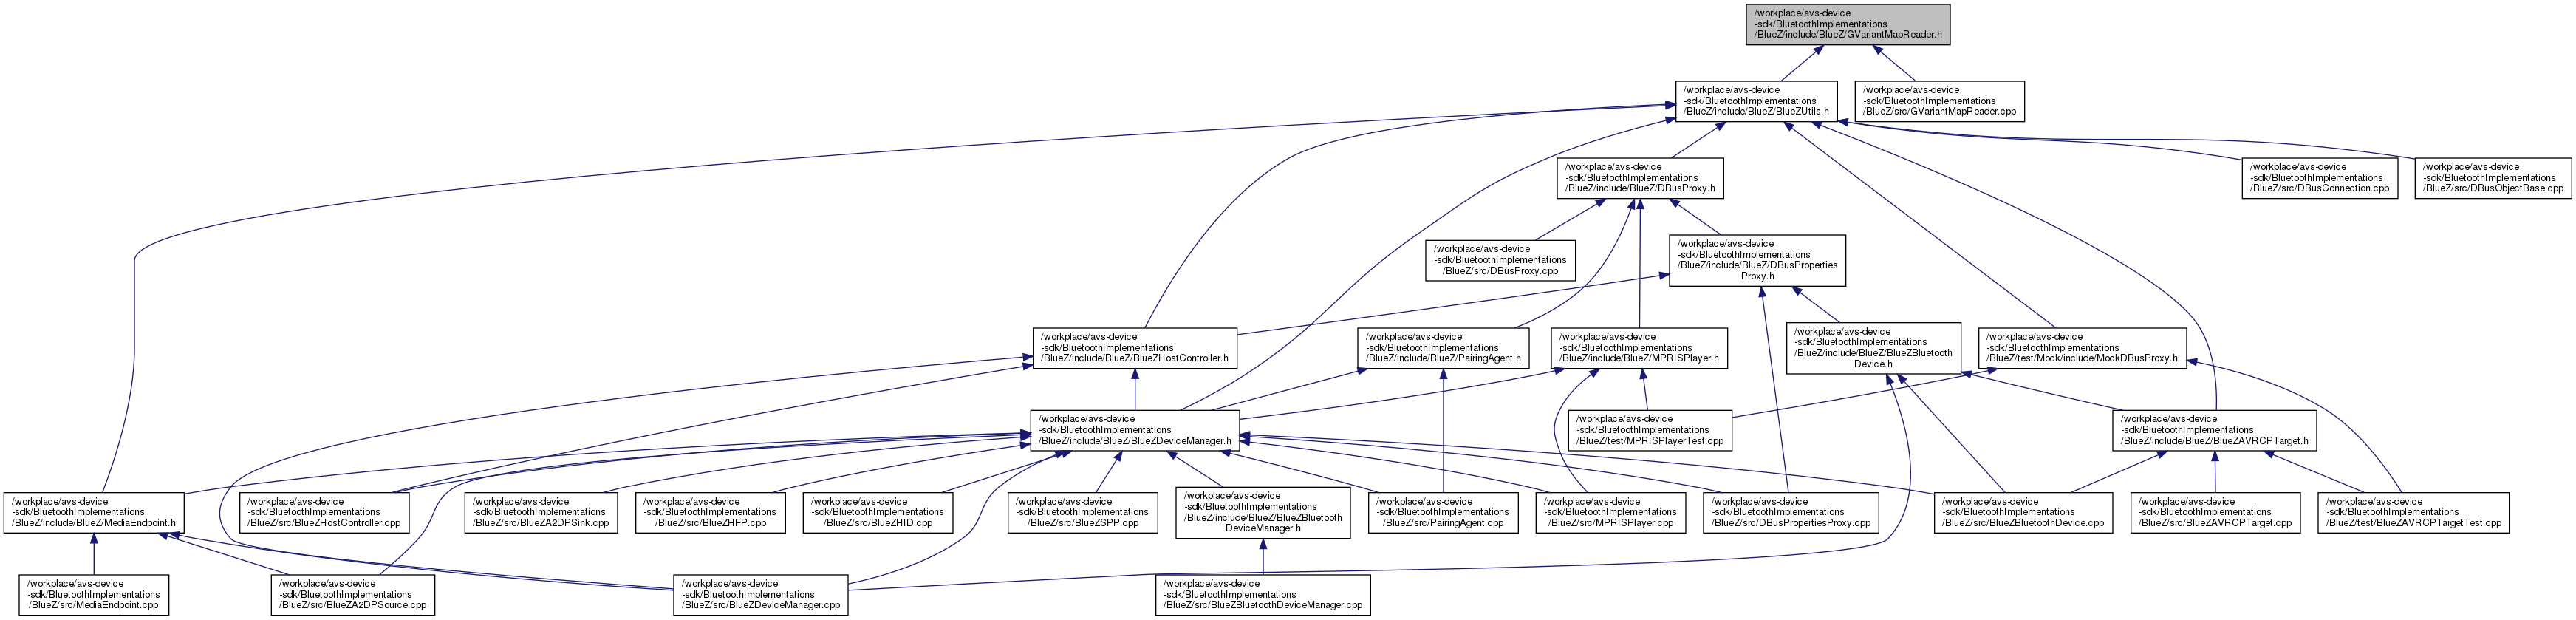 /workplace/avs-device
-sdk/BluetoothImplementations
/BlueZ/include/BlueZ/GVariantMapReader.h
/workplace/avs-device
-sdk/BluetoothImplementations
/BlueZ/include/BlueZ/BlueZUtils.h
/workplace/avs-device
-sdk/BluetoothImplementations
/BlueZ/src/GVariantMapReader.cpp
/workplace/avs-device
-sdk/BluetoothImplementations
/BlueZ/include/BlueZ/DBusProxy.h
/workplace/avs-device
-sdk/BluetoothImplementations
/BlueZ/src/DBusConnection.cpp
/workplace/avs-device
-sdk/BluetoothImplementations
/BlueZ/src/DBusObjectBase.cpp
/workplace/avs-device
-sdk/BluetoothImplementations
/BlueZ/src/DBusProxy.cpp
/workplace/avs-device
-sdk/BluetoothImplementations
/BlueZ/include/BlueZ/DBusProperties
Proxy.h
/workplace/avs-device
-sdk/BluetoothImplementations
/BlueZ/include/BlueZ/BlueZHostController.h
/workplace/avs-device
-sdk/BluetoothImplementations
/BlueZ/include/BlueZ/PairingAgent.h
/workplace/avs-device
-sdk/BluetoothImplementations
/BlueZ/include/BlueZ/MPRISPlayer.h
/workplace/avs-device
-sdk/BluetoothImplementations
/BlueZ/include/BlueZ/BlueZBluetooth
Device.h
/workplace/avs-device
-sdk/BluetoothImplementations
/BlueZ/test/Mock/include/MockDBusProxy.h
/workplace/avs-device
-sdk/BluetoothImplementations
/BlueZ/include/BlueZ/BlueZDeviceManager.h
/workplace/avs-device
-sdk/BluetoothImplementations
/BlueZ/test/MPRISPlayerTest.cpp
/workplace/avs-device
-sdk/BluetoothImplementations
/BlueZ/include/BlueZ/BlueZAVRCPTarget.h
/workplace/avs-device
-sdk/BluetoothImplementations
/BlueZ/include/BlueZ/MediaEndpoint.h
/workplace/avs-device
-sdk/BluetoothImplementations
/BlueZ/src/BlueZHostController.cpp
/workplace/avs-device
-sdk/BluetoothImplementations
/BlueZ/src/BlueZA2DPSink.cpp
/workplace/avs-device
-sdk/BluetoothImplementations
/BlueZ/src/BlueZHFP.cpp
/workplace/avs-device
-sdk/BluetoothImplementations
/BlueZ/src/BlueZHID.cpp
/workplace/avs-device
-sdk/BluetoothImplementations
/BlueZ/src/BlueZSPP.cpp
/workplace/avs-device
-sdk/BluetoothImplementations
/BlueZ/include/BlueZ/BlueZBluetooth
DeviceManager.h
/workplace/avs-device
-sdk/BluetoothImplementations
/BlueZ/src/PairingAgent.cpp
/workplace/avs-device
-sdk/BluetoothImplementations
/BlueZ/src/MPRISPlayer.cpp
/workplace/avs-device
-sdk/BluetoothImplementations
/BlueZ/src/DBusPropertiesProxy.cpp
/workplace/avs-device
-sdk/BluetoothImplementations
/BlueZ/src/BlueZBluetoothDevice.cpp
/workplace/avs-device
-sdk/BluetoothImplementations
/BlueZ/src/BlueZAVRCPTarget.cpp
/workplace/avs-device
-sdk/BluetoothImplementations
/BlueZ/test/BlueZAVRCPTargetTest.cpp
/workplace/avs-device
-sdk/BluetoothImplementations
/BlueZ/src/MediaEndpoint.cpp
/workplace/avs-device
-sdk/BluetoothImplementations
/BlueZ/src/BlueZA2DPSource.cpp
/workplace/avs-device
-sdk/BluetoothImplementations
/BlueZ/src/BlueZDeviceManager.cpp
/workplace/avs-device
-sdk/BluetoothImplementations
/BlueZ/src/BlueZBluetoothDeviceManager.cpp